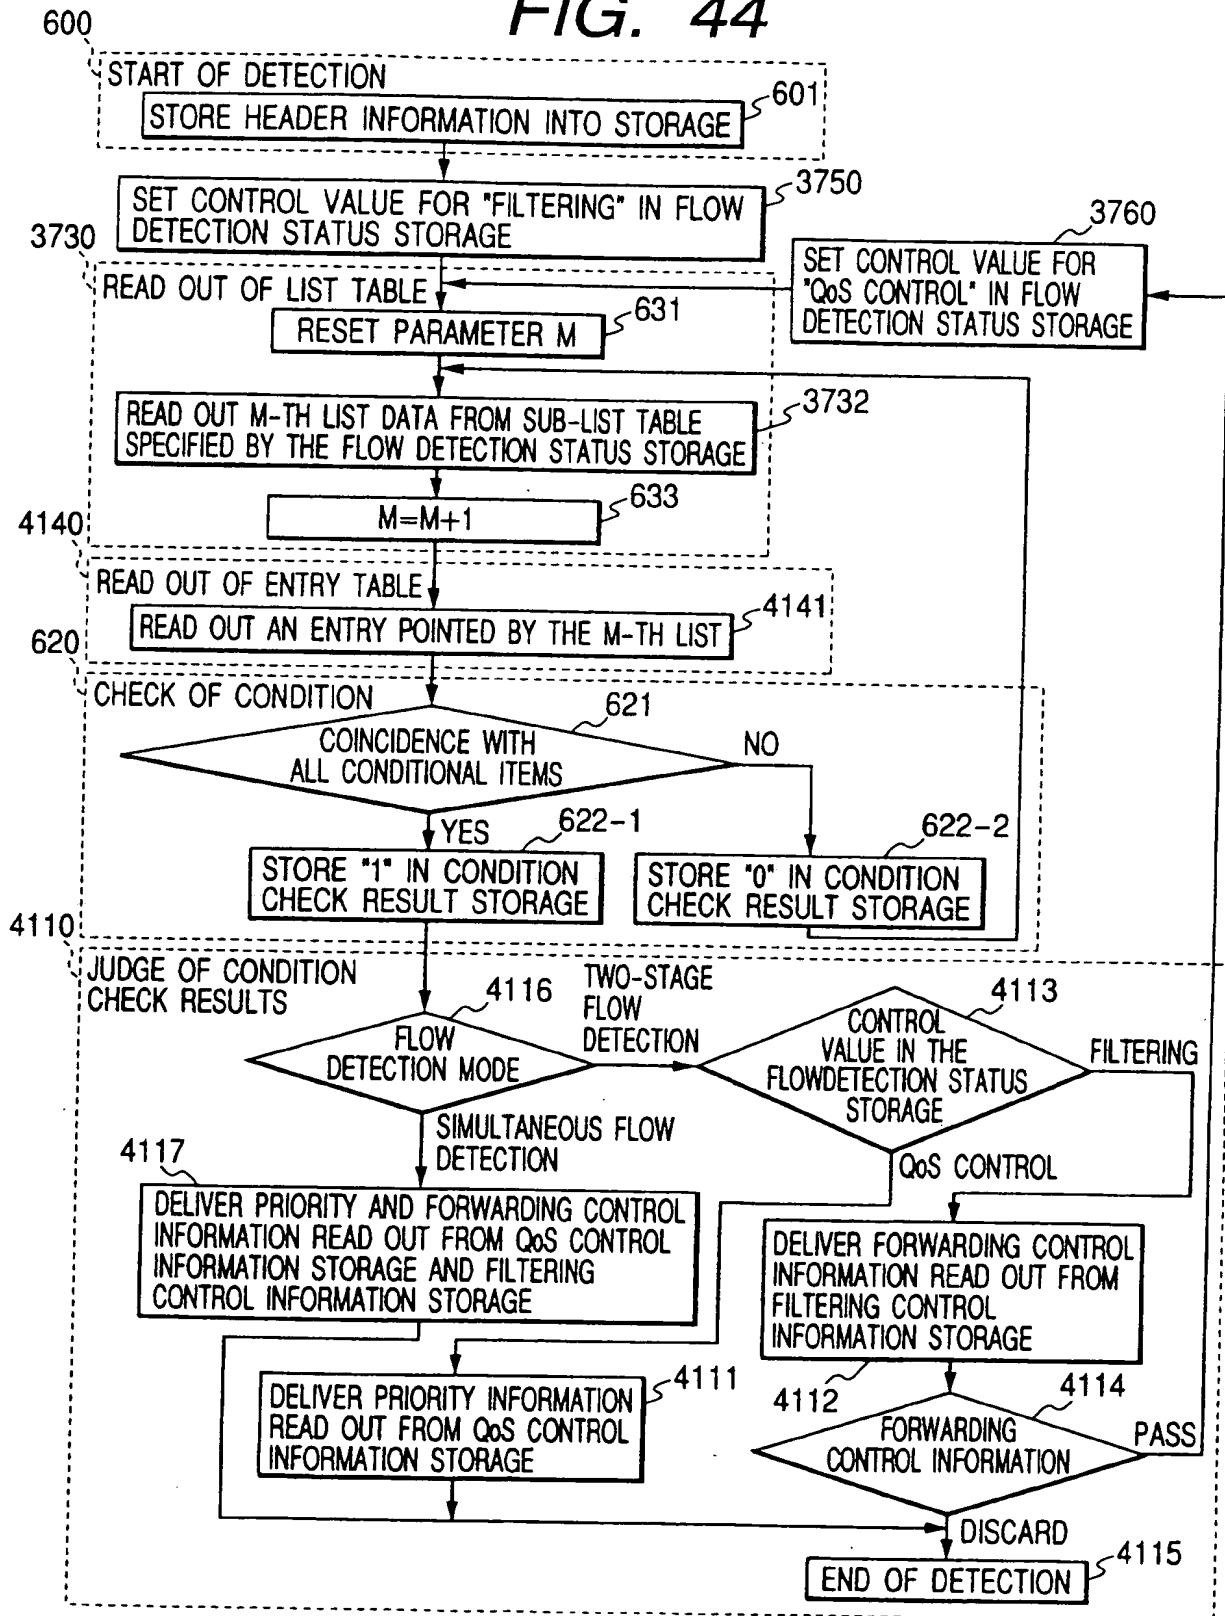 FIG. 44
600
START OF DETECTION
601
STORE HEADER INFORMATION INTO STORAGE
3750
SET CONTROL VALUE FOR "FILTERING" IN FLOW
DETECTION STATUS STORAGE
3760
SET CONTROL VALUE FOR
"QoS CONTROL" IN FLOW
DETECTION STATUS STORAGE
3730
READ OUT OF LIST TABLE
631
RESET PARAMETER M
3732
READ OUT M-TH LIST DATA FROM SUB-LIST TABLE
SPECIFIED BY THE FLOW DETECTION STATUS STORAGE
633
M=M+1
4140
READ OUT OF ENTRY TABLE
4141
READ OUT AN ENTRY POINTED BY THE M-TH LIST
620
CHECK OF CONDITION
621
COINCIDENCE WITH
ALL CONDITIONAL ITEMS
NO
YES
622-1
STORE "1" IN CONDITION
CHECK RESULT STORAGE
622-2
STORE "0" IN CONDITION
CHECK RESULT STORAGE
4110
JUDGE OF CONDITION
CHECK RESULTS
4116
FLOW
DETECTION MODE
TWO-STAGE
FLOW
DETECTION
4113
CONTROL
VALUE IN THE
FLOWDETECTION STATUS
STORAGE
FILTERING
SIMULTANEOUS FLOW
DETECTION
QoS CONTROL
4117
DELIVER PRIORITY AND FORWARDING CONTROL
INFORMATION READ OUT FROM QoS CONTROL
INFORMATION STORAGE AND FILTERING
CONTROL INFORMATION STORAGE
DELIVER FORWARDING CONTROL
INFORMATION READ OUT FROM
FILTERING CONTROL
INFORMATION STORAGE
4112
4111
DELIVER PRIORITY INFORMATION
READ OUT FROM QoS CONTROL
INFORMATION STORAGE
4114
FORWARDING
CONTROL INFORMATION
PASS
DISCARD
4115
END OF DETECTION